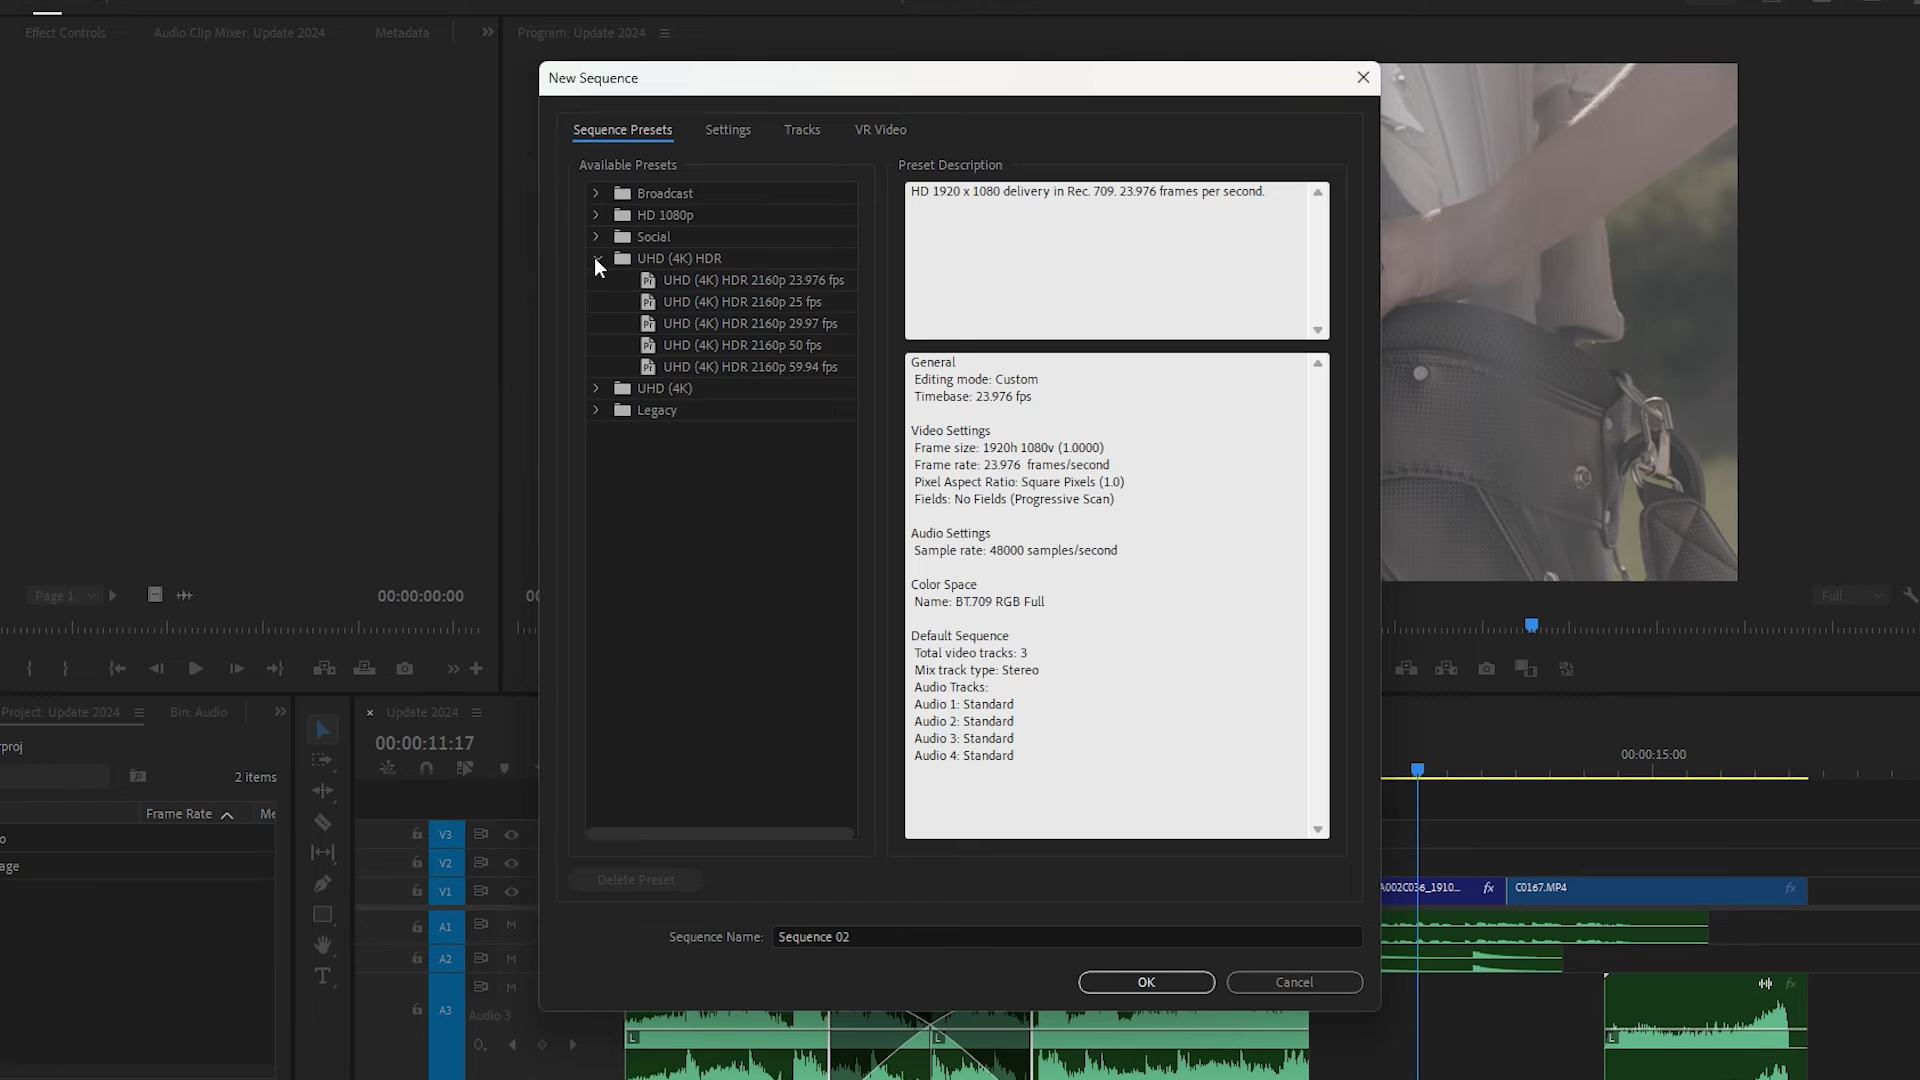 Effect Controls
Audio Clip Mixer: Update 2024
Metadata
Program: Update 2024
New Sequence
Sequence Presets
Settings
Tracks
VR Video
Available Presets
Broadcast
HD 1080p
Social
UHD (4K) HDR
UHD (4K) HDR 2160p 23.976 fps
UHD (4K) HDR 2160p 25 fps
UHD (4K) HDR 2160p 29.97 fps
UHD (4K) HDR 2160p 50 fps
UHD (4K) HDR 2160p 59.94 fps
UHD (4K)
Legacy
Preset Description
HD 1920 x 1080 delivery in Rec. 709. 23.976 frames per second.
General
Editing mode: Custom
Timebase: 23.976 fps
Video Settings
Frame size: 1920h 1080v (1.0000)
Frame rate: 23.976 frames/second
Pixel Aspect Ratio: Square Pixels (1.0)
Fields: No Fields (Progressive Scan)
Audio Settings
Sample rate: 48000 samples/second
Color Space
Name: BT.709 RGB Full
Default Sequence
Total video tracks: 3
Mix track type: Stereo
Audio Tracks:
Audio 1: Standard
Audio 2: Standard
Audio 3: Standard
Audio 4: Standard
Delete Preset
Sequence Name: Sequence 02
OK
Cancel
Page 1
00:00:00:00
00
Full
Project: Update 2024
Bin: Audio
rproj
2 items
Frame Rate
Me
o
age
Update 2024
00:00:11:17
00:00:15:00
V3
V2
V1
A1 M
A2 M
A3 M
Audio 3
A002C036_1910... fx
C0167.MP4 fx
fx
L
L
L